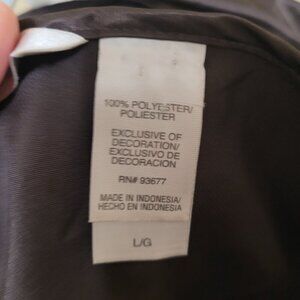 100% POLYESTER/
POLIESTER
EXCLUSIVE OF
DECORATION/
EXCLUSIVO DE
DECORACION
RN# 93677
MADE IN INDONESIA/
HECHO EN INDONESIA
L/G